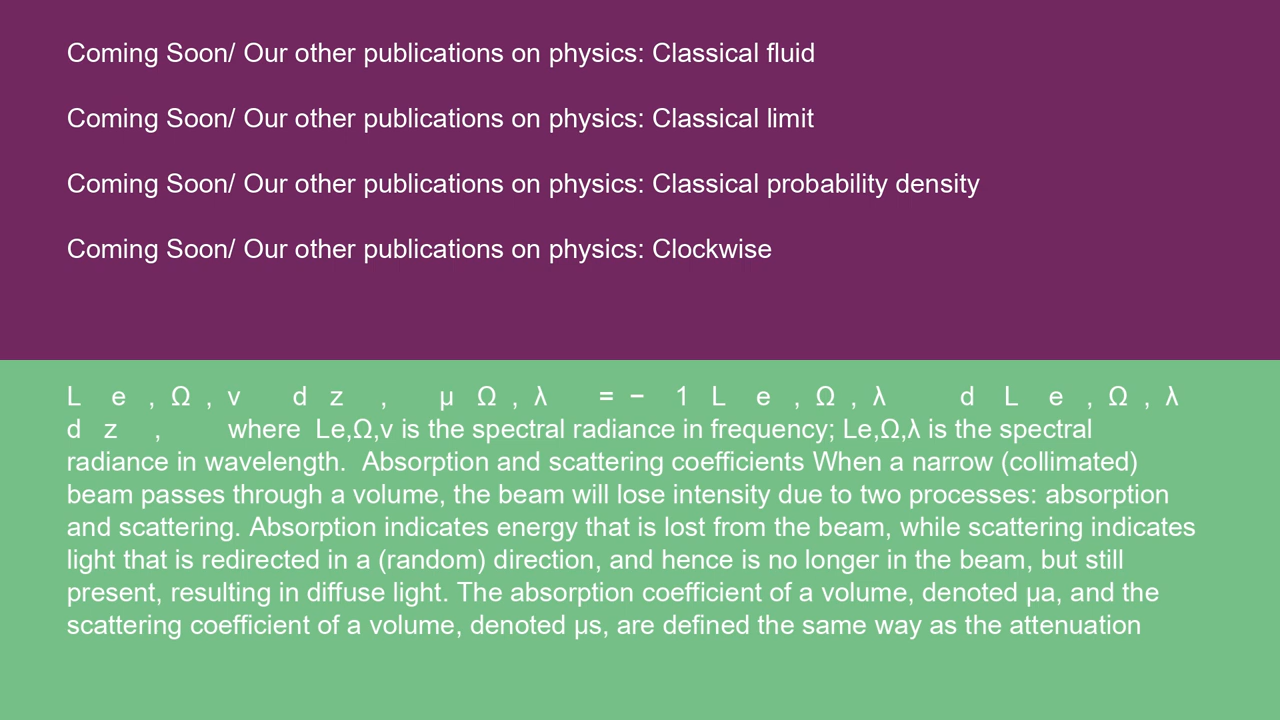 Coming Soon/ Our other publications on physics: Classical fluid
Coming Soon/ Our other publications on physics: Classical limit
Coming Soon/ Our other publications on physics: Classical probability density
Coming Soon/ Our other publications on physics: Clockwise
L e , Ω , ν d z , μ Ω , λ = − 1 L e , Ω , λ d L e , Ω , λ
d z , where Le,Ω,ν is the spectral radiance in frequency; Le,Ω,λ is the spectral
radiance in wavelength. Absorption and scattering coefficients When a narrow (collimated)
beam passes through a volume, the beam will lose intensity due to two processes: absorption
and scattering. Absorption indicates energy that is lost from the beam, while scattering indicates
light that is redirected in a (random) direction, and hence is no longer in the beam, but still
present, resulting in diffuse light. The absorption coefficient of a volume, denoted μa, and the
scattering coefficient of a volume, denoted μs, are defined the same way as the attenuation